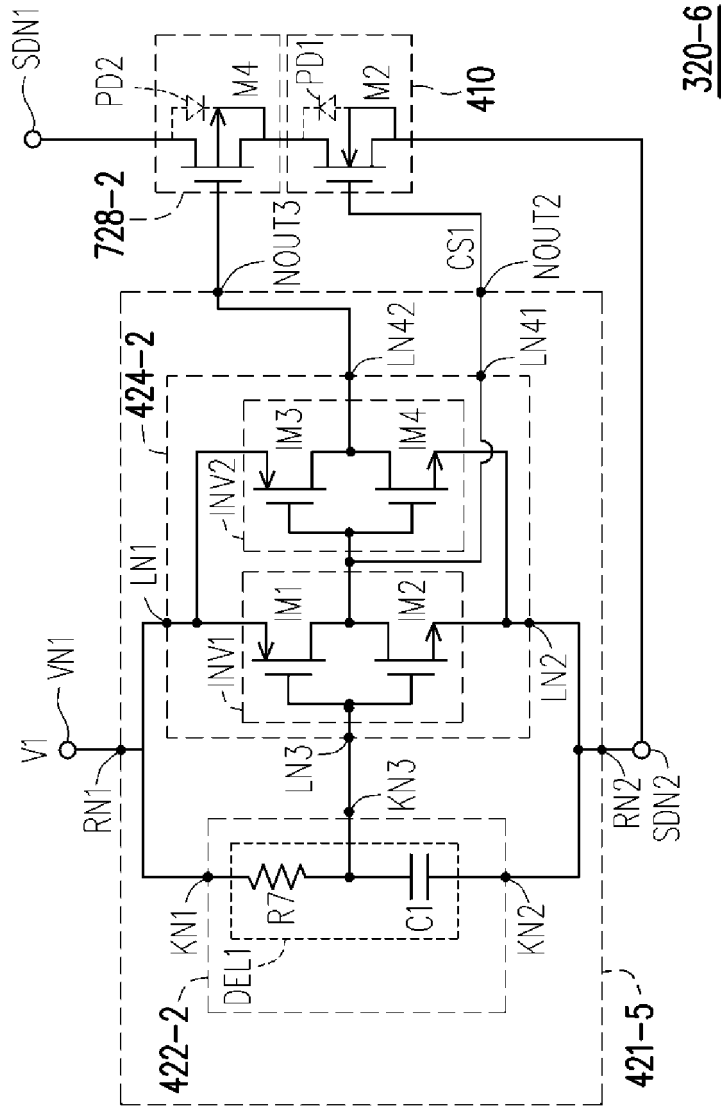 320-6
SDN1
PD2
M4
728-2
PD1
M2
410
NOUT3
CS1
NOUT2
LN42
LN41
424-2
INV2
IM3
IM4
LN1
INV1
IM1
IM2
LN2
V1
VN1
RN1
LN3
KN3
RN2
SDN2
KN1
R7
C1
KN2
DEL1
422-2
421-5